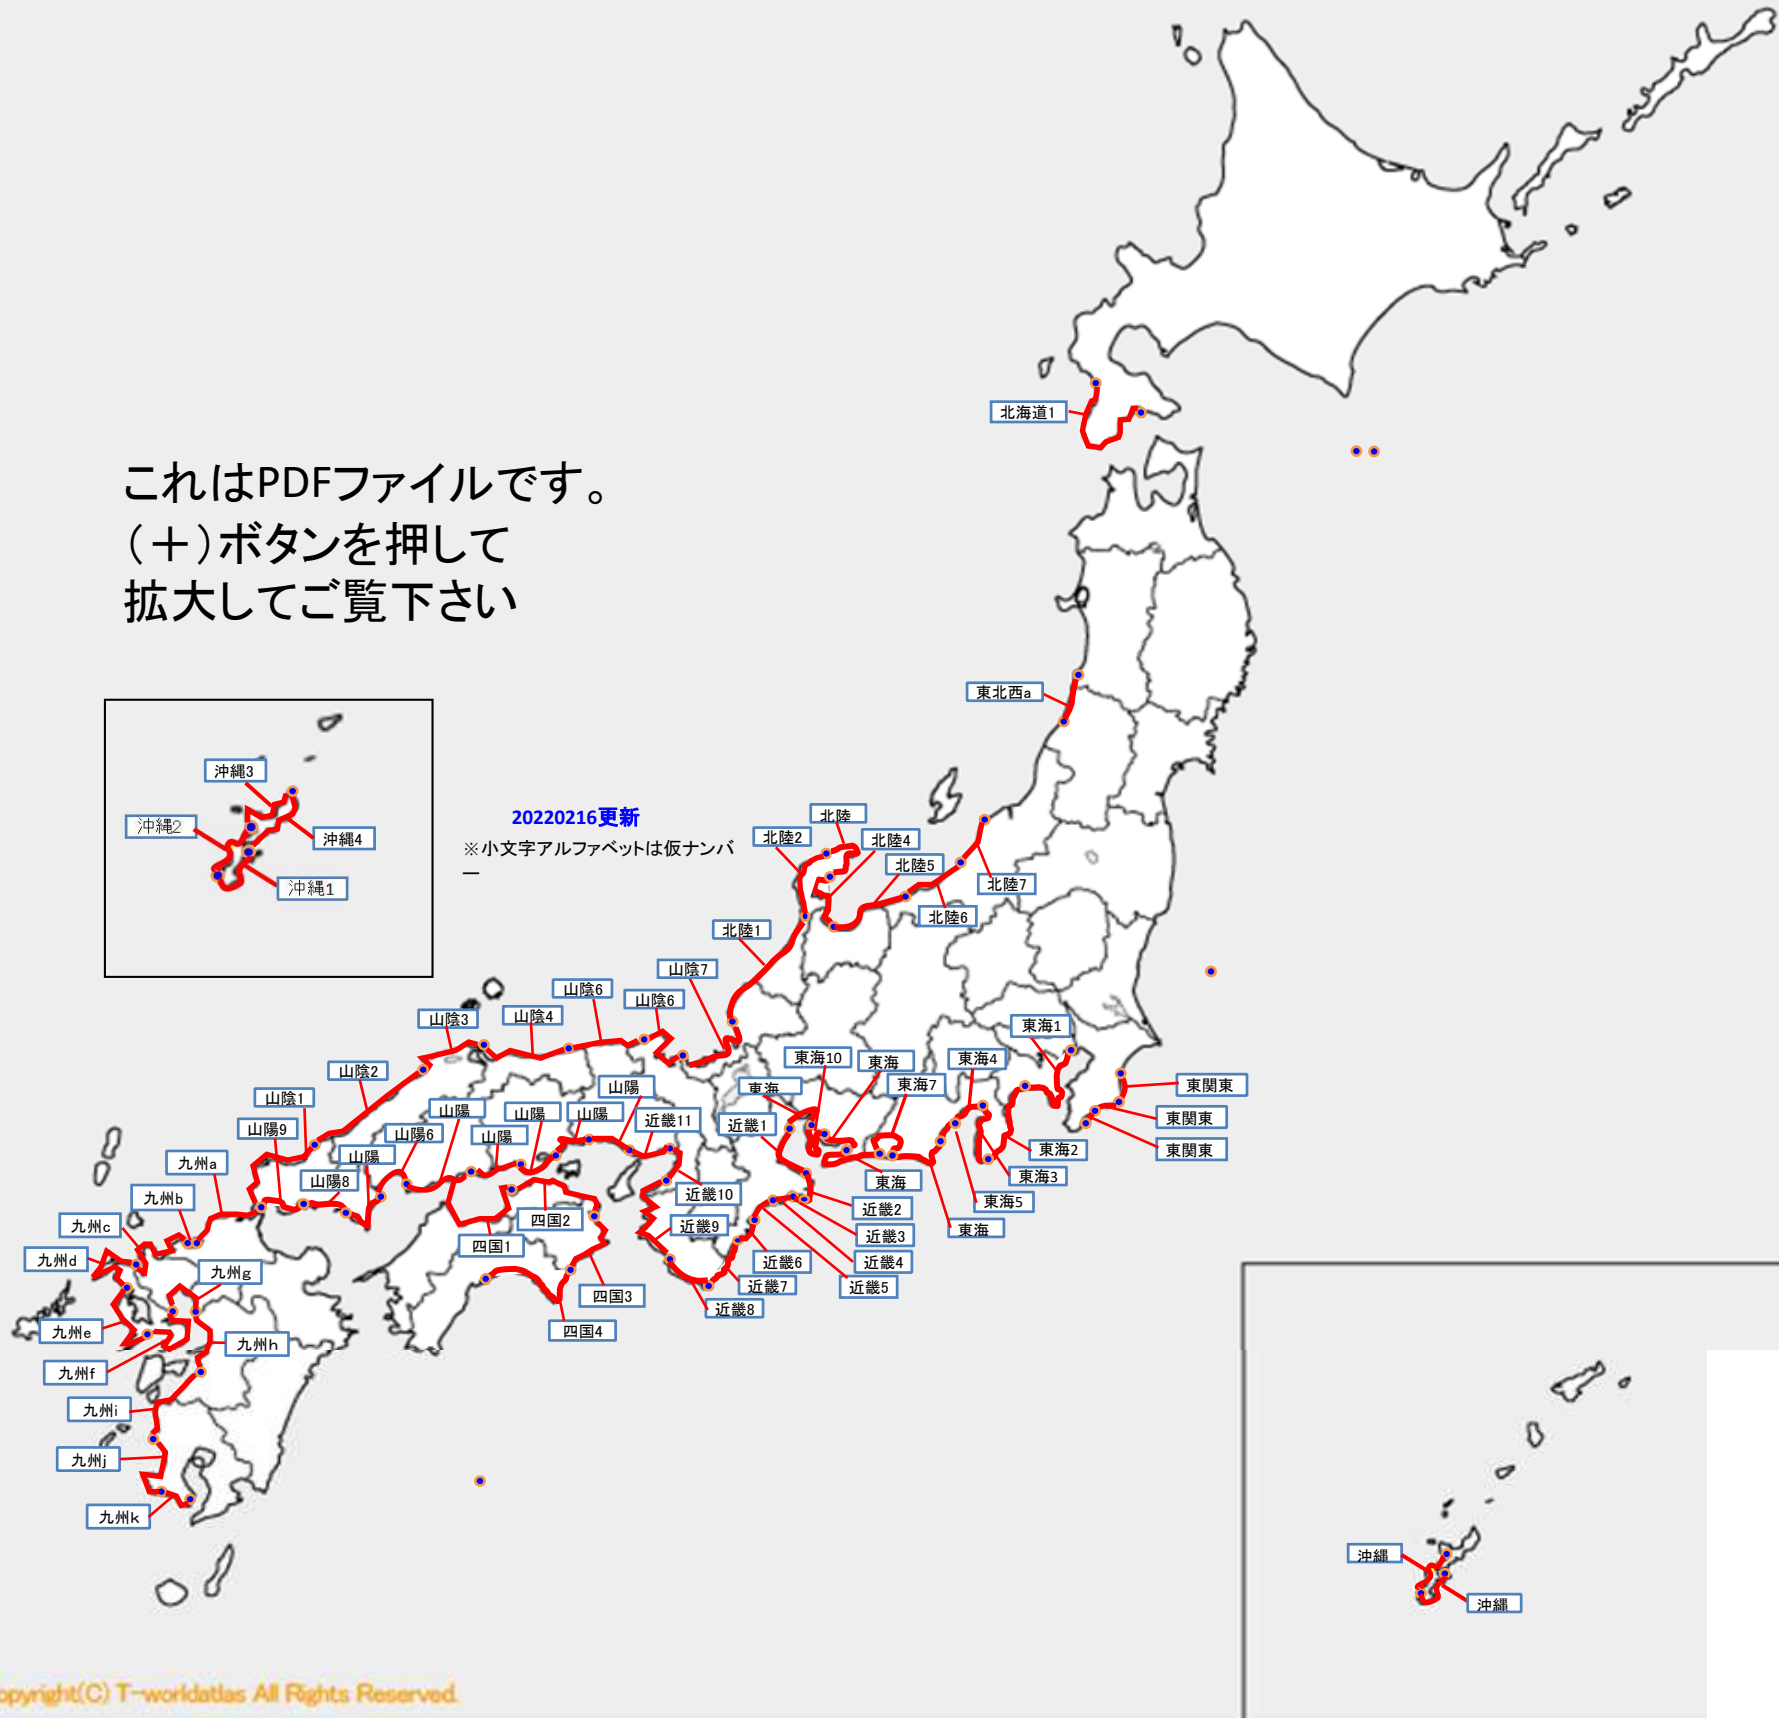 北海道1
これはPDFファイルです。
（＋）ボタンを押して
拡大してご覧下さい
東北西a
沖縄3
沖縄2
沖縄4
沖縄1
20220216更新
※小文字アルファベットは仮ナンバ
ー
北陸
北陸2
北陸4
北陸5
北陸7
北陸6
北陸1
山陰7
山陰6
山陰6
山陰4
山陰3
東海1
東海10
東海
東海4
山陰2
山陽
東海
東海7
東関東
山陰1
山陽
山陽
山陽
近畿11
近畿1
東関東
山陽9
山陽6
山陽
東関東
山陽
東海2
九州a
山陽8
東海3
近畿10
東海
東海5
九州b
近畿2
四国2
九州c
近畿9
東海
近畿3
四国1
九州d
九州g
近畿6
近畿4
近畿7
近畿5
四国3
近畿8
九州e
四国4
九州h
九州f
九州i
九州j
九州k
沖縄
沖縄
opyright(C) T-worldatlas All Rights Reserved.